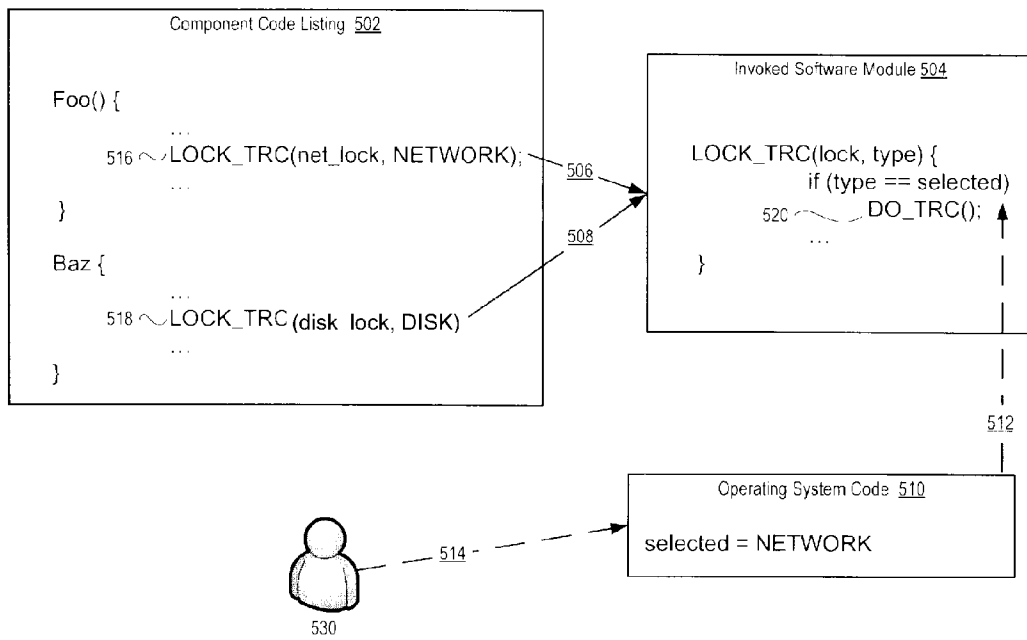 Component Code Listing 502
Foo() {
...
516 LOCK_TRC(net_lock, NETWORK);
...
}
Baz {
...
518 LOCK_TRC(disk lock, DISK)
...
}
506
508
Invoked Software Module 504
LOCK_TRC(lock, type) {
if (type == selected)
520 DO_TRC();
...
}
512
Operating System Code 510
selected = NETWORK
514
530